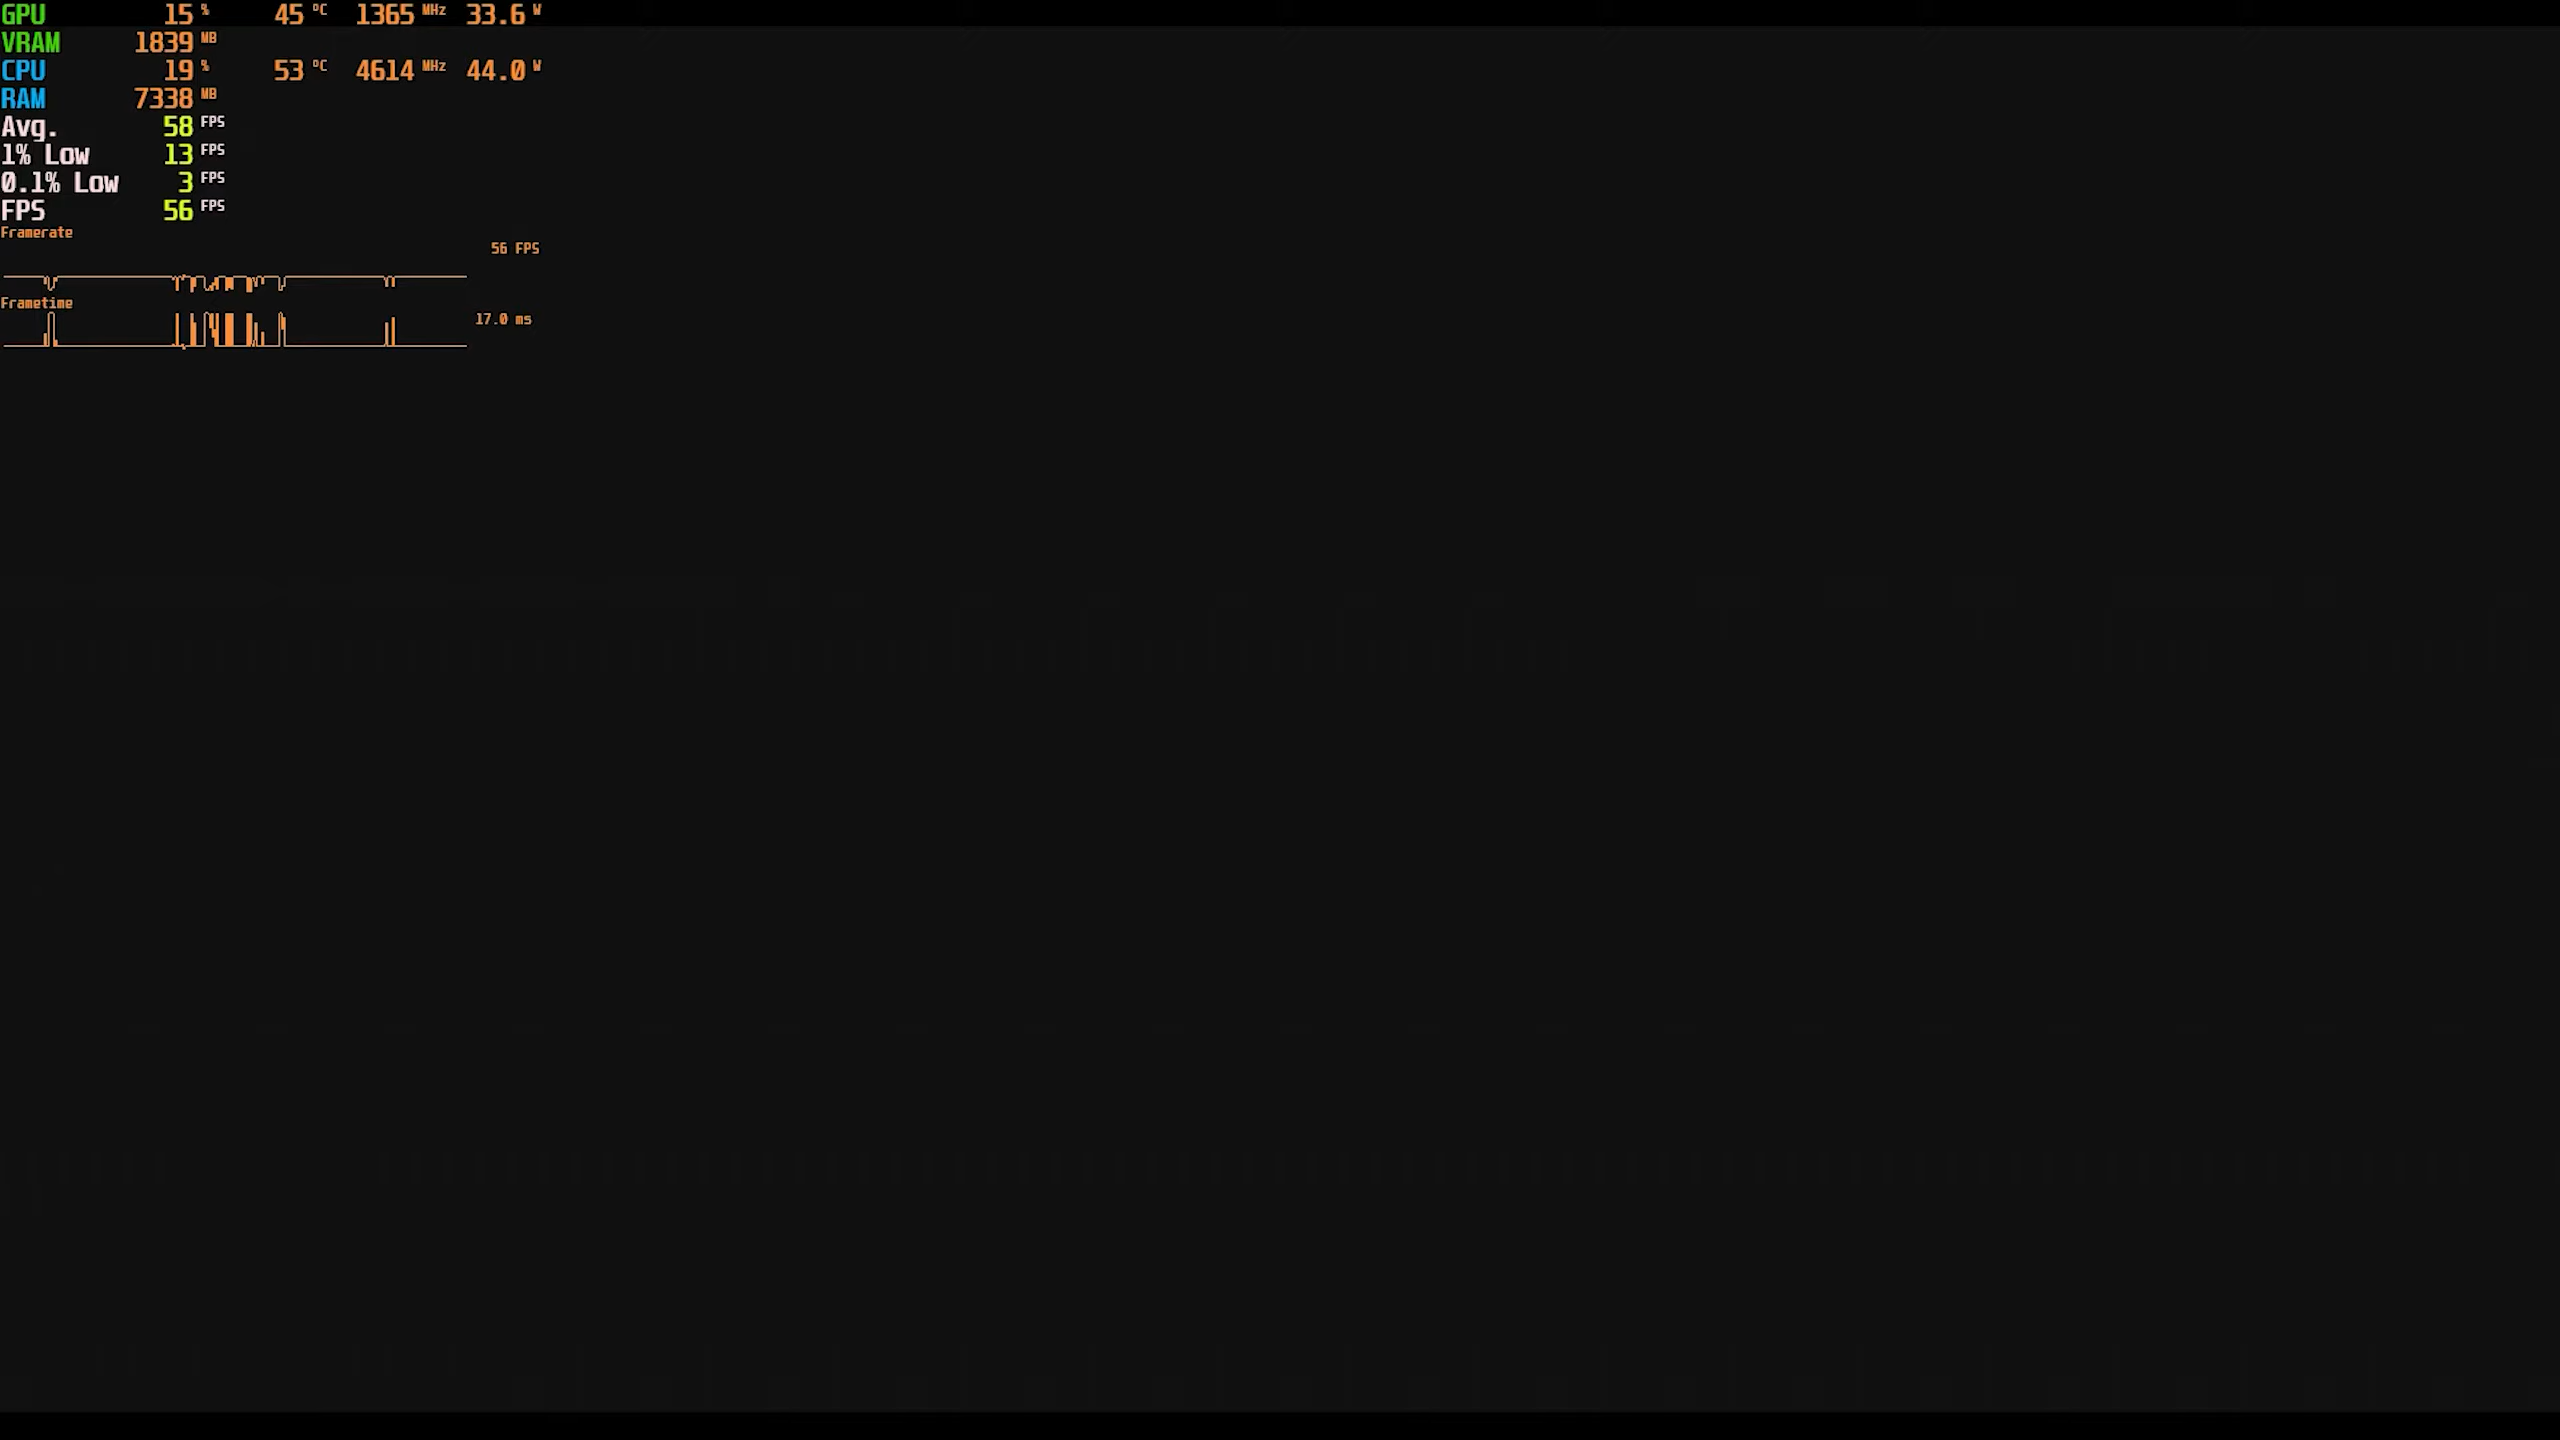 GPU 15 % 45 °C 1365 MHz 33.6 W
VRAM 1839 MB
CPU 19 % 53 °C 4614 MHz 44.0 W
RAM 7338 MB
Avg. 58 FPS
1% Low 13 FPS
0.1% Low 3 FPS
FPS 56 FPS
Framerate
56 FPS
Frametime
17.0 ms